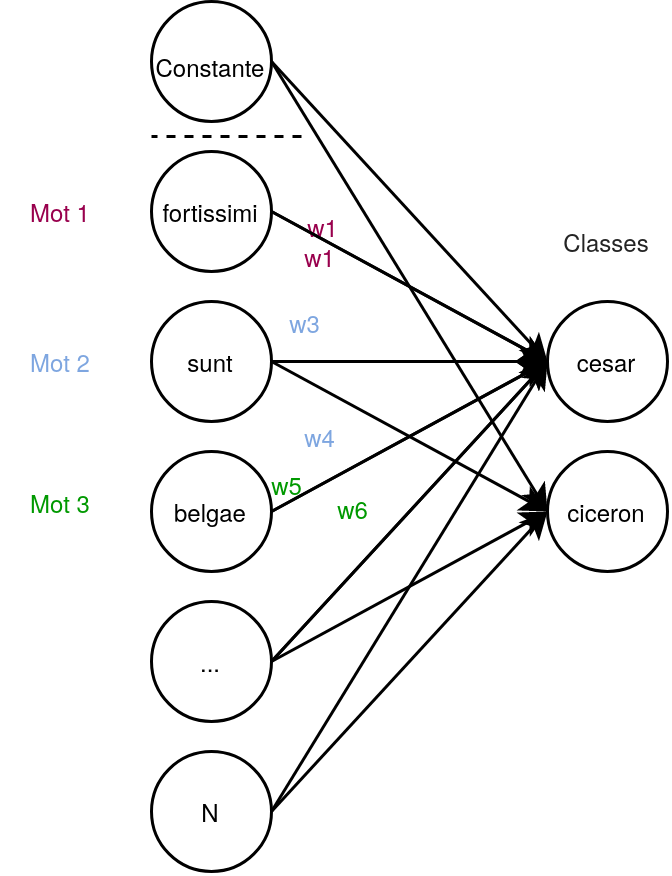 Constante
Mot 1
fortissimi
w1
w1
Classes
Mot 2
sunt
w3
cesar
w4
Mot 3
belgae
w5
w6
ciceron
...
N